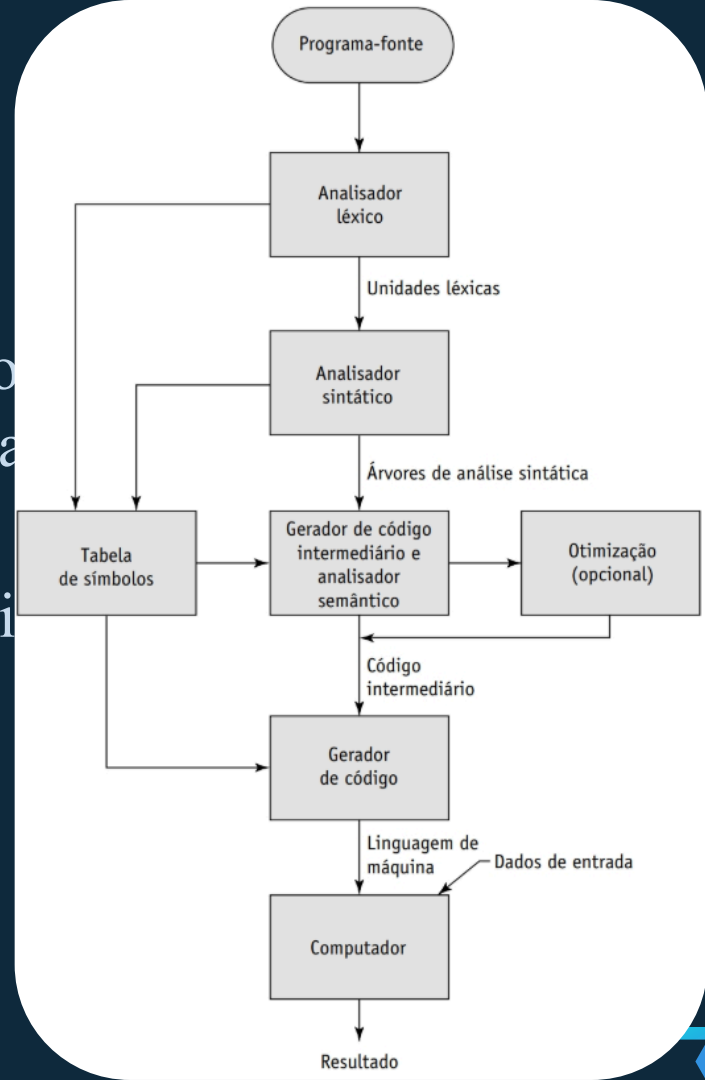 Programa-fonte
Analisador
léxico
Unidades léxicas
Analisador
sintático
Árvores de análise sintática
Tabela
de símbolos
Gerador de código
intermediário e
analisador
semântico
Otimização
(opcional)
Código
intermediário
Gerador
de código
Linguagem de
máquina
Dados de entrada
Computador
Resultado